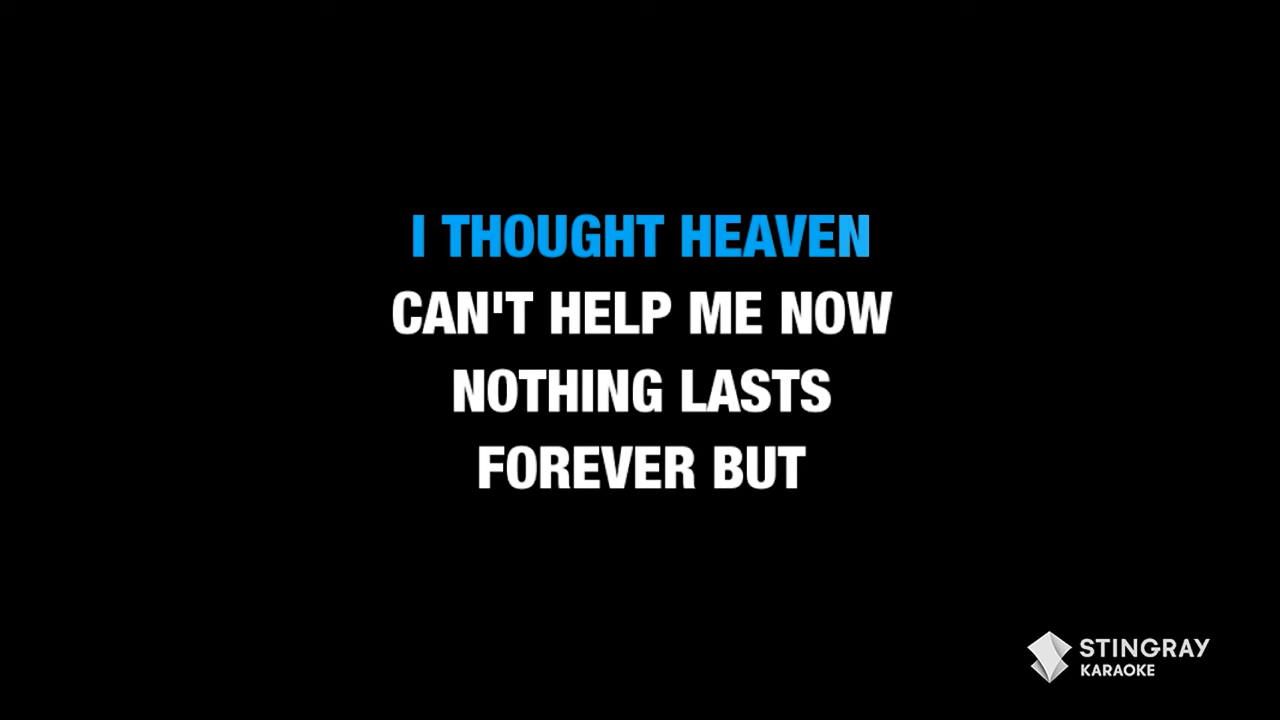 I THOUGHT HEAVEN
CAN'T HELP ME NOW
NOTHING LASTS
FOREVER BUT
STINGRAY
KARAOKE